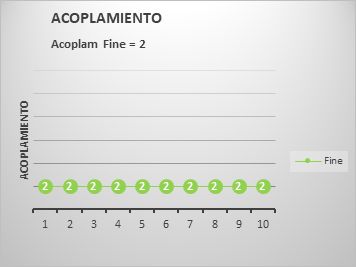 ACOPLAMIENTO
Acoplam Fine = 2
ACOPLAMIENTO
2 2 2 2 2 2 2 2 2 2
1 2 3 4 5 6 7 8 9 10
Fine